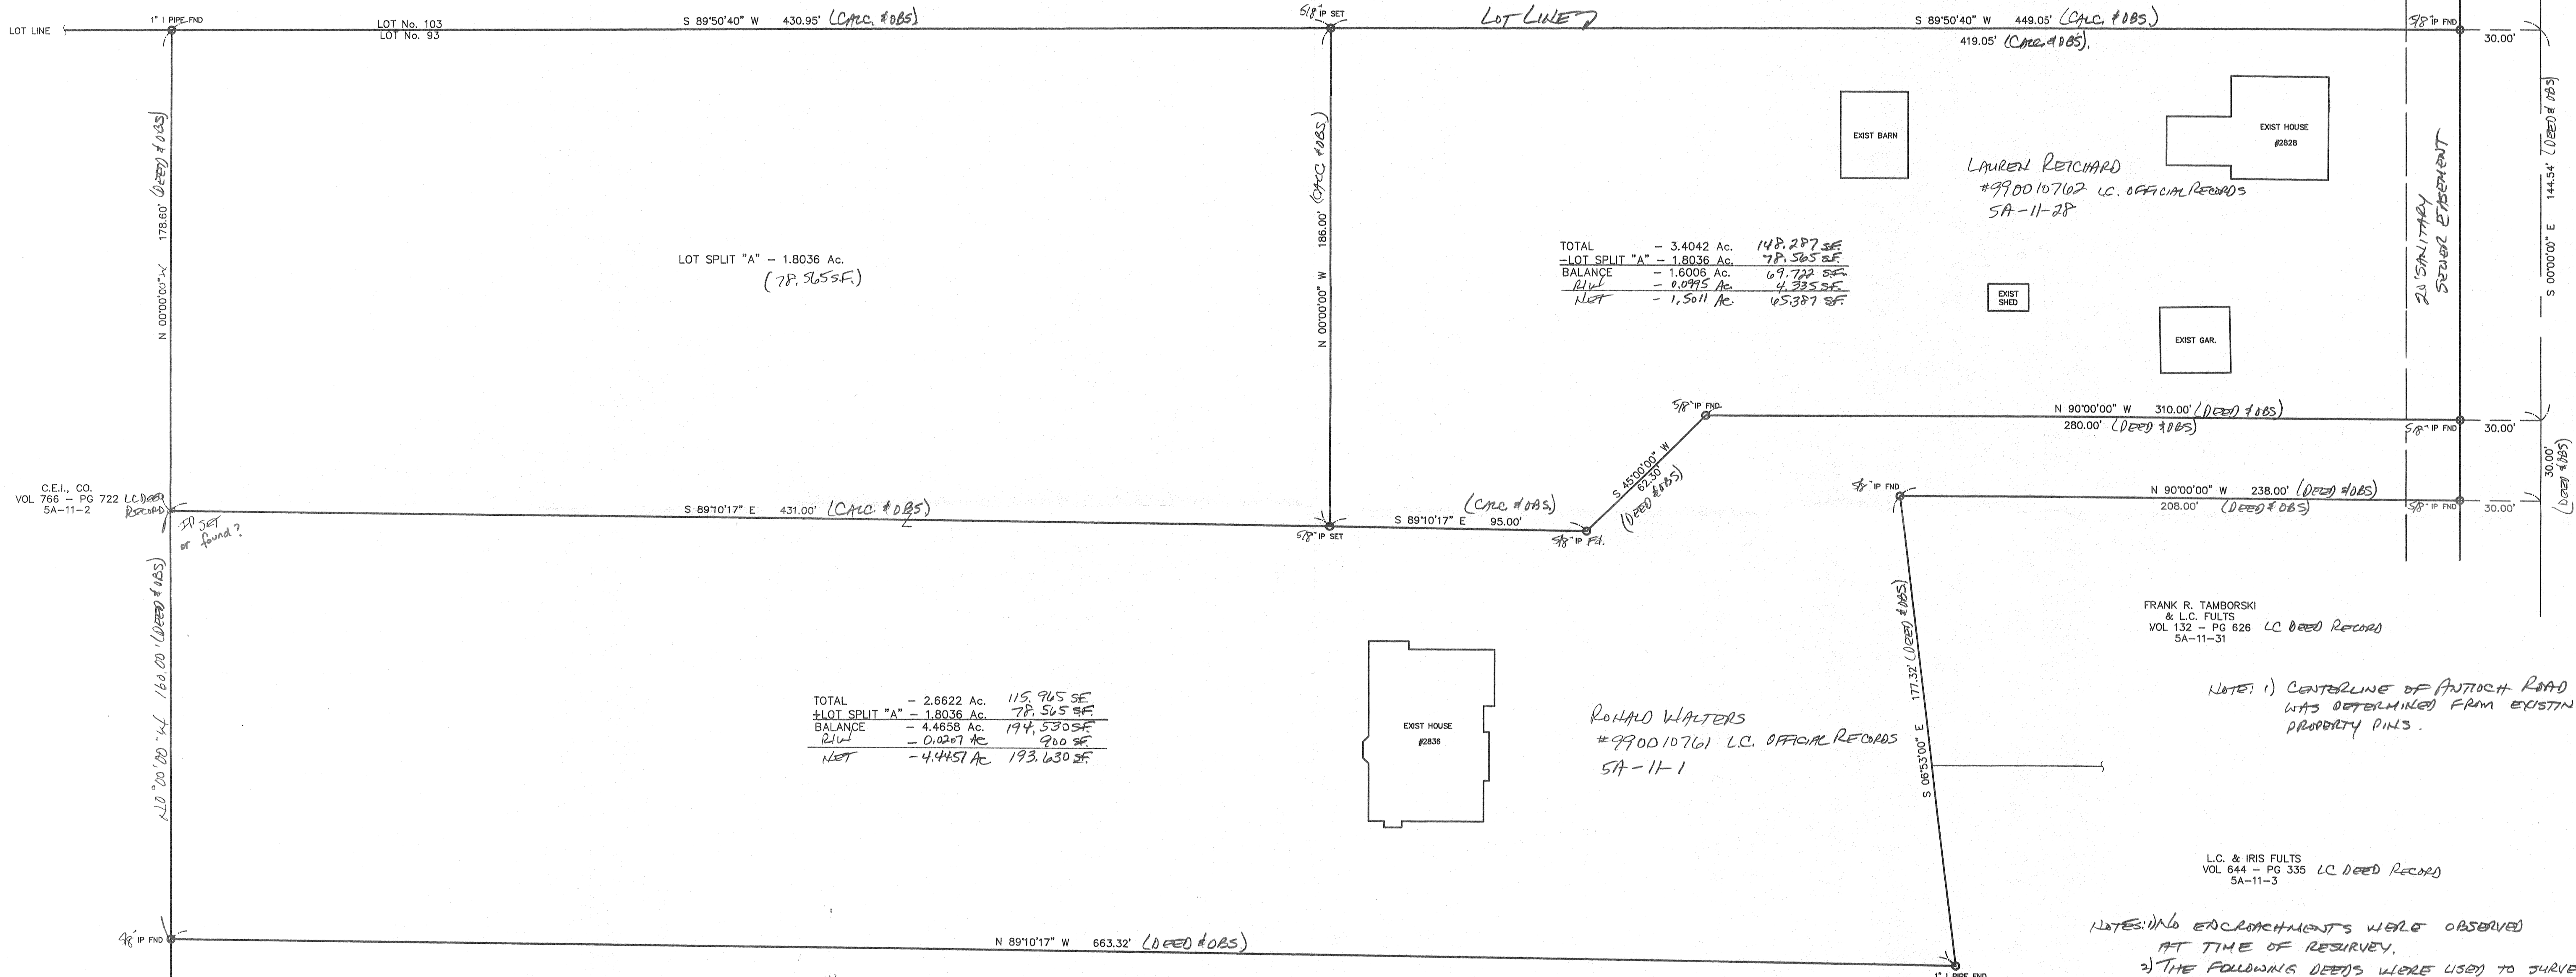 1" I PIPE FND
LOT LINE
LOT No. 103
LOT No. 93
S 89°50'40" W 430.95' (CALC. & OBS)
5/8" IP SET
LOT LINE
S 89°50'40" W 449.05' (CALC. & OBS.)
419.05' (CALC. & OBS).
5/8" IP FND
30.00'
N 00°00'00" W 178.60' (DEED & OBS)
N 00°00'00" W 186.00' (CALC & OBS)
EXIST BARN
EXIST HOUSE
#2828
LAUREN REICHARD
#990010762 L.C. OFFICIAL RECORDS
5A-11-28
20' SANITARY
SEWER EASEMENT
S 00°00'00" E 144.54' (DEED & OBS)
LOT SPLIT "A" - 1.8036 Ac.
(78,565 S.F.)
TOTAL - 3.4042 Ac. 148,287 S.F.
-LOT SPLIT "A" - 1.8036 Ac. 78,565 S.F.
BALANCE - 1.6006 Ac. 69,722 S.F.
R/W - 0.0995 Ac. 4,335 S.F.
NET - 1.5011 Ac. 65,387 S.F.
EXIST
SHED
EXIST GAR.
5/8" IP FND.
N 90°00'00" W 310.00' (DEED & OBS)
280.00' (DEED & OBS)
5/8" IP FND
30.00'
S 45°00'00" W
62.30'
(DEED & OBS)
30.00'
(DEED & OBS)
C.E.I., CO.
VOL 766 - PG 722 LC DEED
5A-11-2 RECORD
IP SET
or found?
S 89°10'17" E 431.00' (CALC. & OBS)
5/8" IP SET
(CALC. & OBS.)
S 89°10'17" E 95.00'
5/8" IP Fd.
5/8" IP FND
N 90°00'00" W 238.00' (DEED & OBS)
208.00' (DEED & OBS)
5/8" IP FND
30.00'
N 00°00'00" W 160.00' (DEED & OBS)
S 06°53'00" E 177.32' (DEED & OBS)
FRANK R. TAMBORSKI
& L.C. FULTS
VOL 132 - PG 626 LC DEED RECORD
5A-11-31
NOTE: 1) CENTERLINE OF ANTIOCH ROAD
WAS DETERMINED FROM EXISTIN
PROPERTY PINS.
TOTAL - 2.6622 Ac. 115,965 SF
+LOT SPLIT "A" - 1.8036 Ac. 78,565 SF.
BALANCE - 4.4658 Ac. 194,530 SF.
R/W - 0.0207 Ac 900 SF.
NET - 4.4451 Ac. 193,630 SF.
EXIST HOUSE
#2836
RONALD WALTERS
#990010761 L.C. OFFICIAL RECORDS
5A-11-1
L.C. & IRIS FULTS
VOL 644 - PG 335 LC DEED RECORD
5A-11-3
5/8" IP FND
N 89°10'17" W 663.32' (DEED & OBS)
1" I PIPE FND
NOTES: 1) NO ENCROACHMENTS WERE OBSERVED
AT TIME OF RESURVEY.
2) THE FOLLOWING DEEDS WERE USED TO SURVE